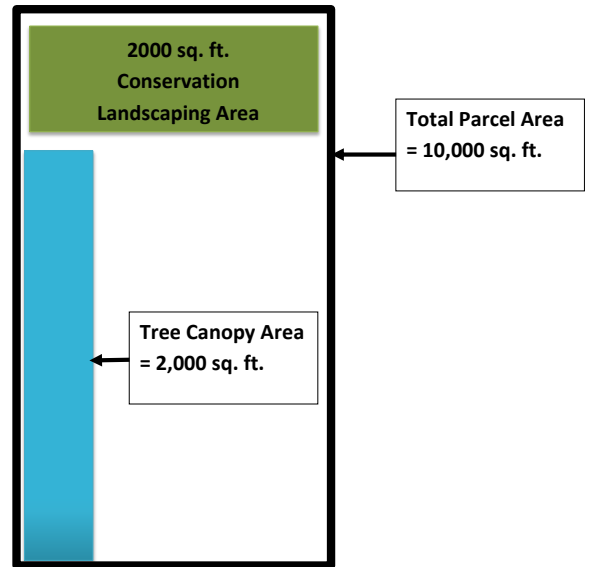 2000 sq. ft.
Conservation
Landscaping Area
Total Parcel Area
= 10,000 sq. ft.
Tree Canopy Area
= 2,000 sq. ft.